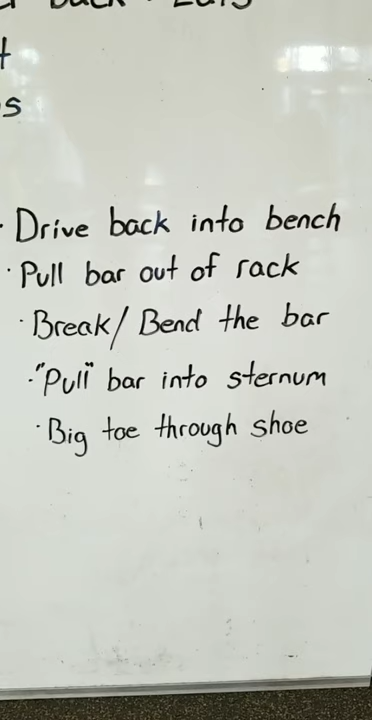 t
s
· Drive back into bench
· Pull bar out of rack
· Break/ Bend the bar
· "Pull" bar into sternum
· Big toe through shoe